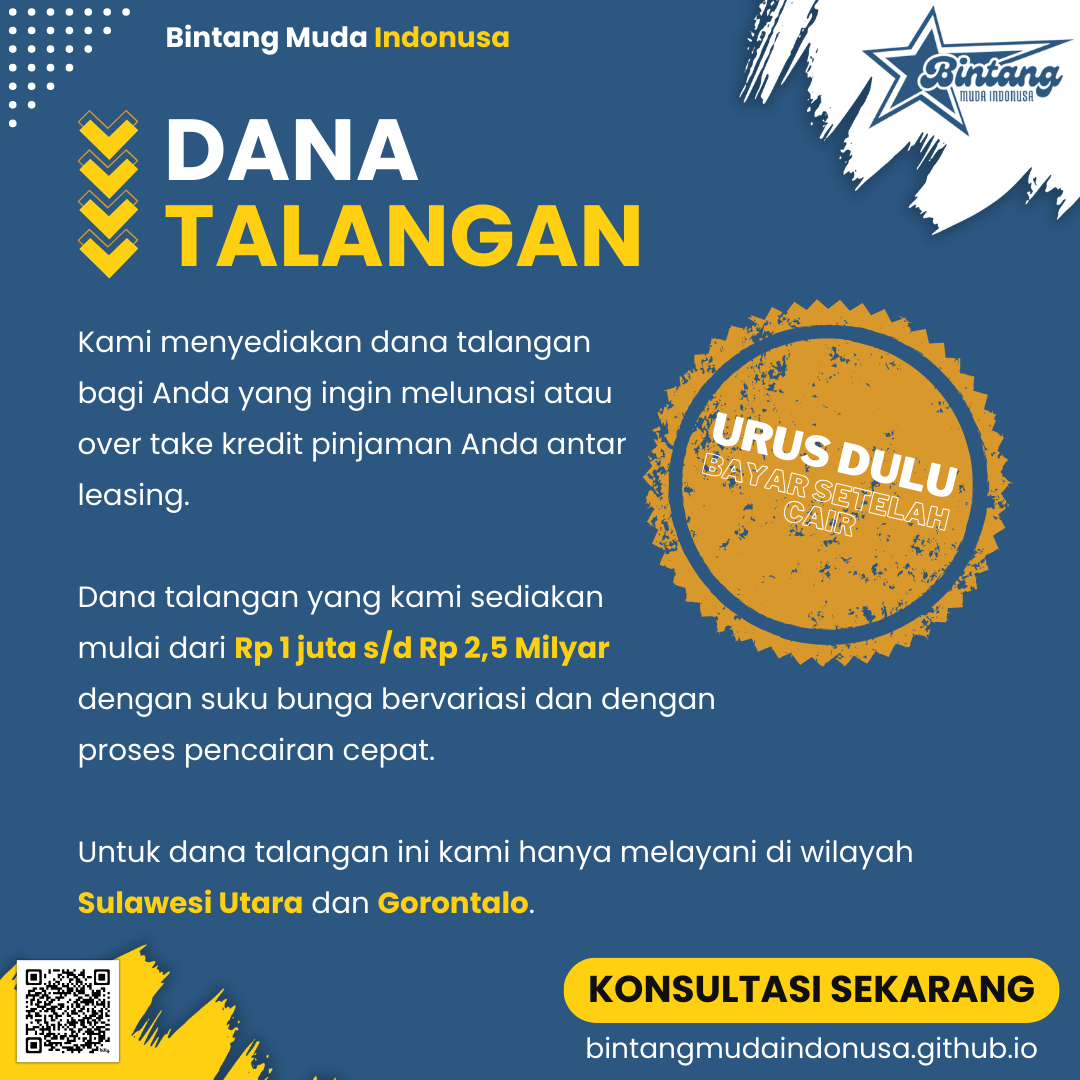 Bintang Muda Indonusa
Bintang
MUDA INDONUSA
DANA
TALANGAN
Kami menyediakan dana talangan
bagi Anda yang ingin melunasi atau
over take kredit pinjaman Anda antar
leasing.
URUS DULU
BAYAR SETELAH
CAIR
Dana talangan yang kami sediakan
mulai dari Rp 1 juta s/d Rp 2,5 Milyar
dengan suku bunga bervariasi dan dengan
proses pencairan cepat.
Untuk dana talangan ini kami hanya melayani di wilayah
Sulawesi Utara dan Gorontalo.
KONSULTASI SEKARANG
bintangmudaindonusa.github.io